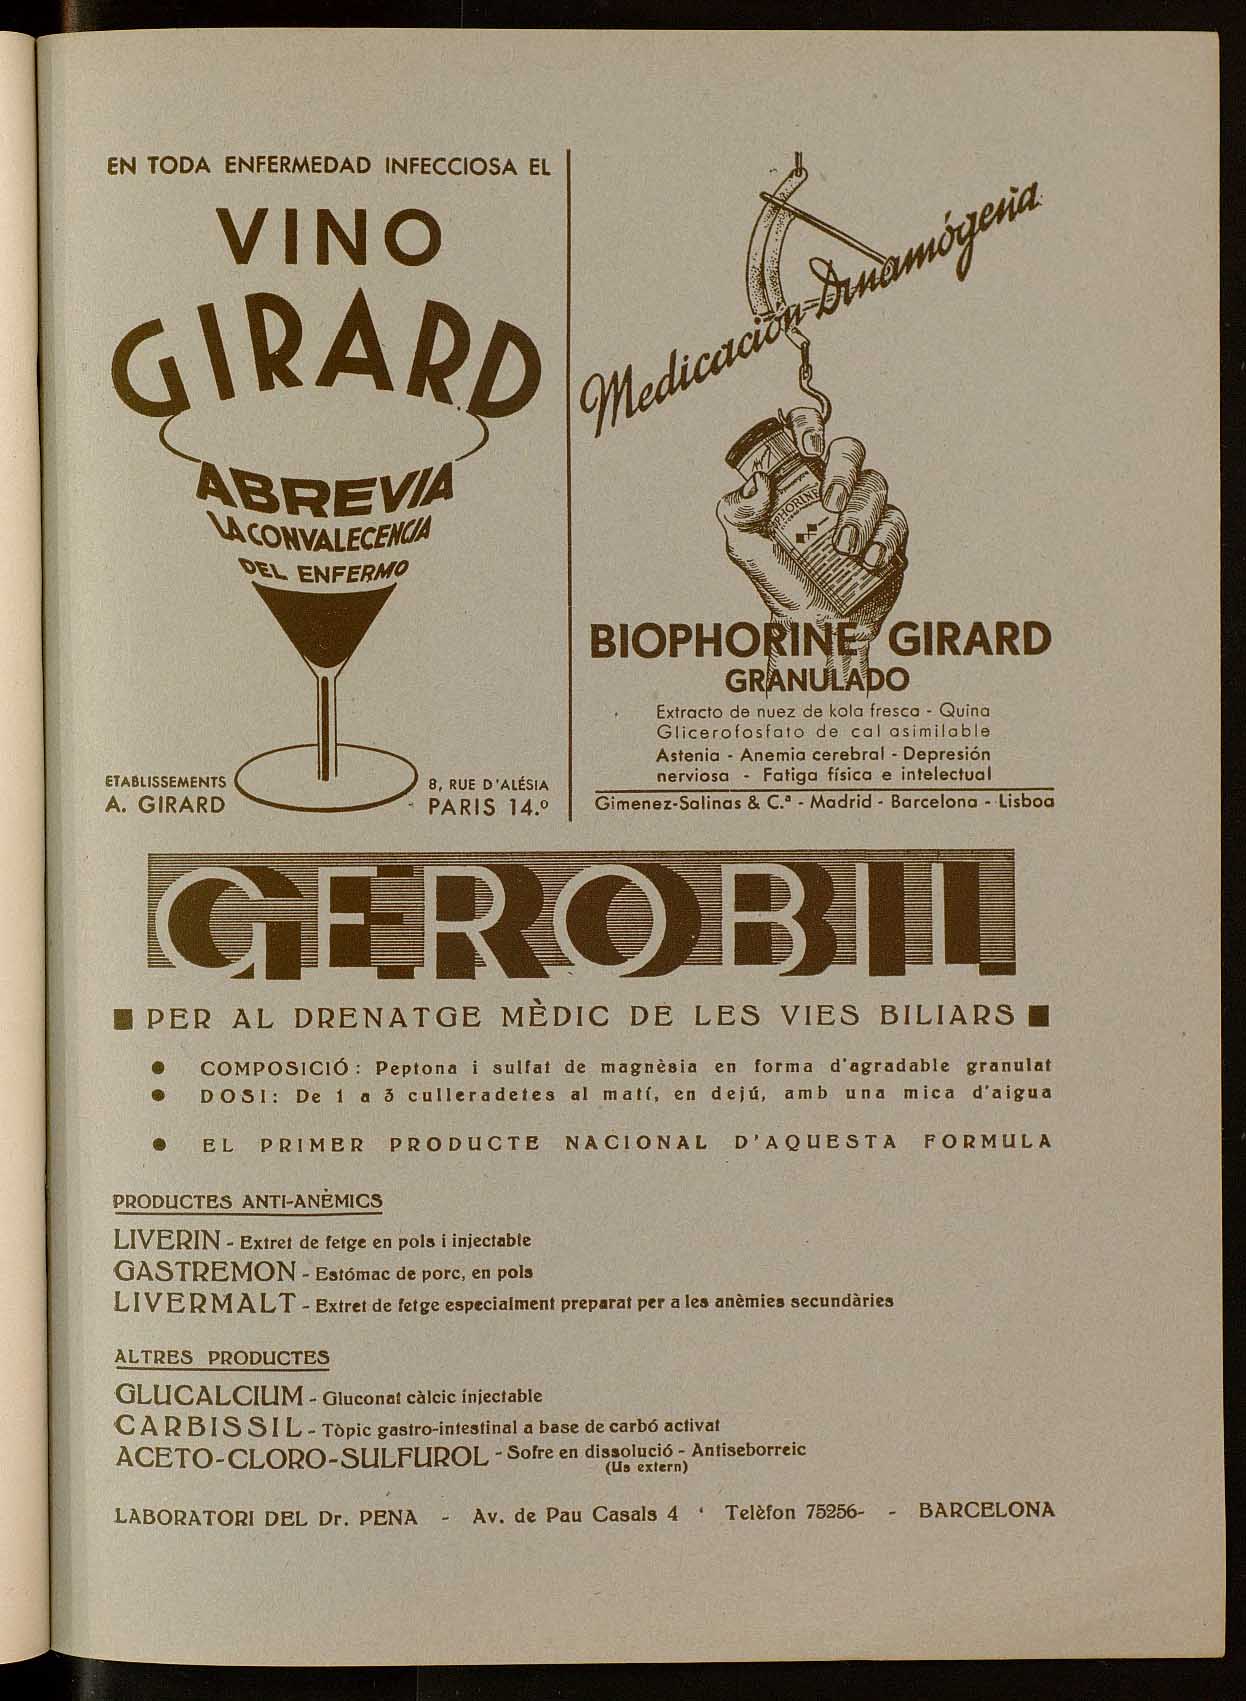 EN TODA ENFERMEDAD INFECCIOSA EL
VINO
GIRARD
ABREVIA
LA CONVALECENCIA
DEL ENFERMO
ETABLISSEMENTS
A. GIRARD
8, RUE D'ALÉSIA
PARIS 14.º
Medicación=Dinamógena
PHORINE
BIOPHORINE GIRARD
GRANULADO
Extracto de nuez de kola fresca - Quina
Glicerofosfato de cal asimilable
Astenia - Anemia cerebral - Depresión
nerviosa - Fatiga física e intelectual
Gimenez-Salinas & C.ª - Madrid - Barcelona - Lisboa
GEROBIL
■ PER AL DRENATGE MÈDIC DE LES VIES BILIARS ■
● COMPOSICIÓ: Peptona i sulfat de magnèsia en forma d'agradable granulat
● DOSI: De 1 a 3 culleradetes al matí, en dejú, amb una mica d'aigua
● EL PRIMER PRODUCTE NACIONAL D'AQUESTA FORMULA
PRODUCTES ANTI-ANÈMICS
LIVERIN - Extret de fetge en pols i injectable
GASTREMON - Estómac de porc, en pols
LIVERMALT - Extret de fetge especialment preparat per a les anèmies secundàries
ALTRES PRODUCTES
GLUCALCIUM - Gluconat càlcic injectable
CARBISSIL - Tòpic gastro-intestinal a base de carbó activat
ACETO-CLORO-SULFUROL - Sofre en dissolució - Antiseborreic
(Us extern)
LABORATORI DEL Dr. PENA - Av. de Pau Casals 4 ' Telèfon 75256- - BARCELONA